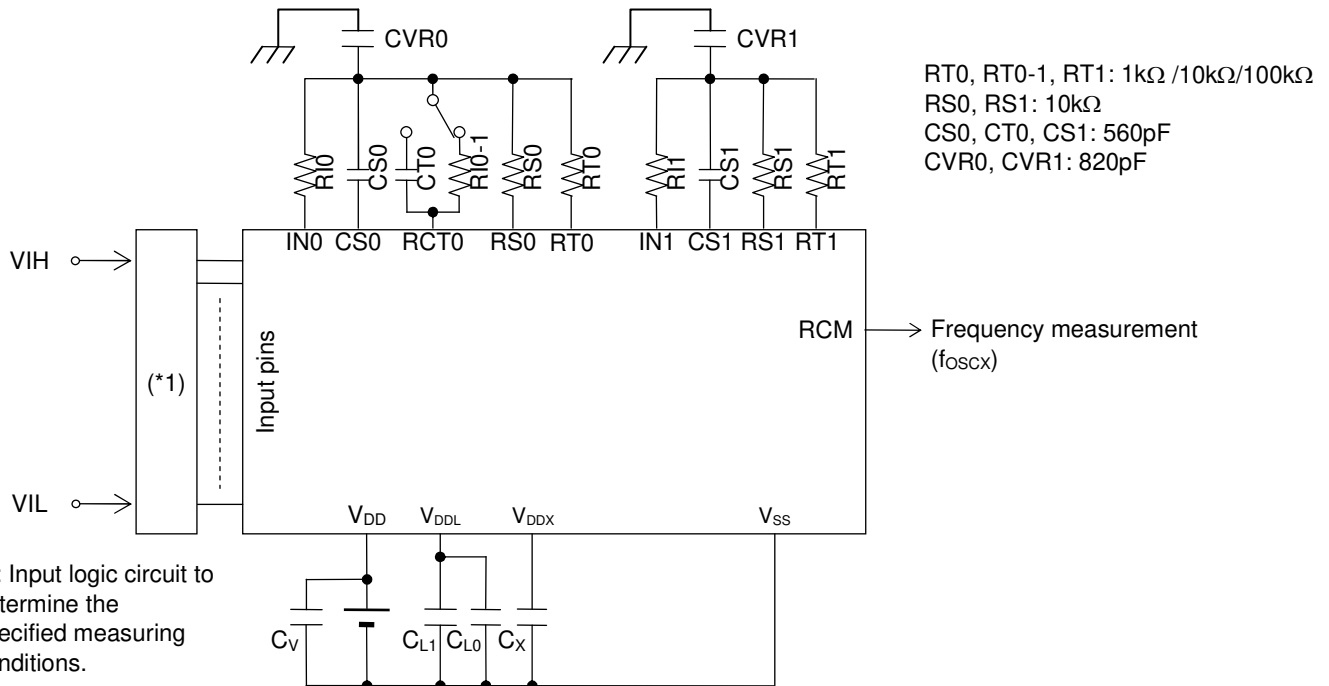 CVR0
CVR1
RT0, RT0-1, RT1: 1kΩ /10kΩ/100kΩ
RS0, RS1: 10kΩ
CS0, CT0, CS1: 560pF
CVR0, CVR1: 820pF
RI0
CS0
CT0
RI0-1
RS0
RT0
RI1
CS1
RS1
RT1
IN0 CS0 RCT0 RS0 RT0
IN1 CS1 RS1 RT1
VIH
(*1)
Input pins
RCM
Frequency measurement
(fOSCX)
VIL
VDD VDDL VDDX VSS
: Input logic circuit to
termine the
ecified measuring
nditions.
CV
CL1 CL0 CX